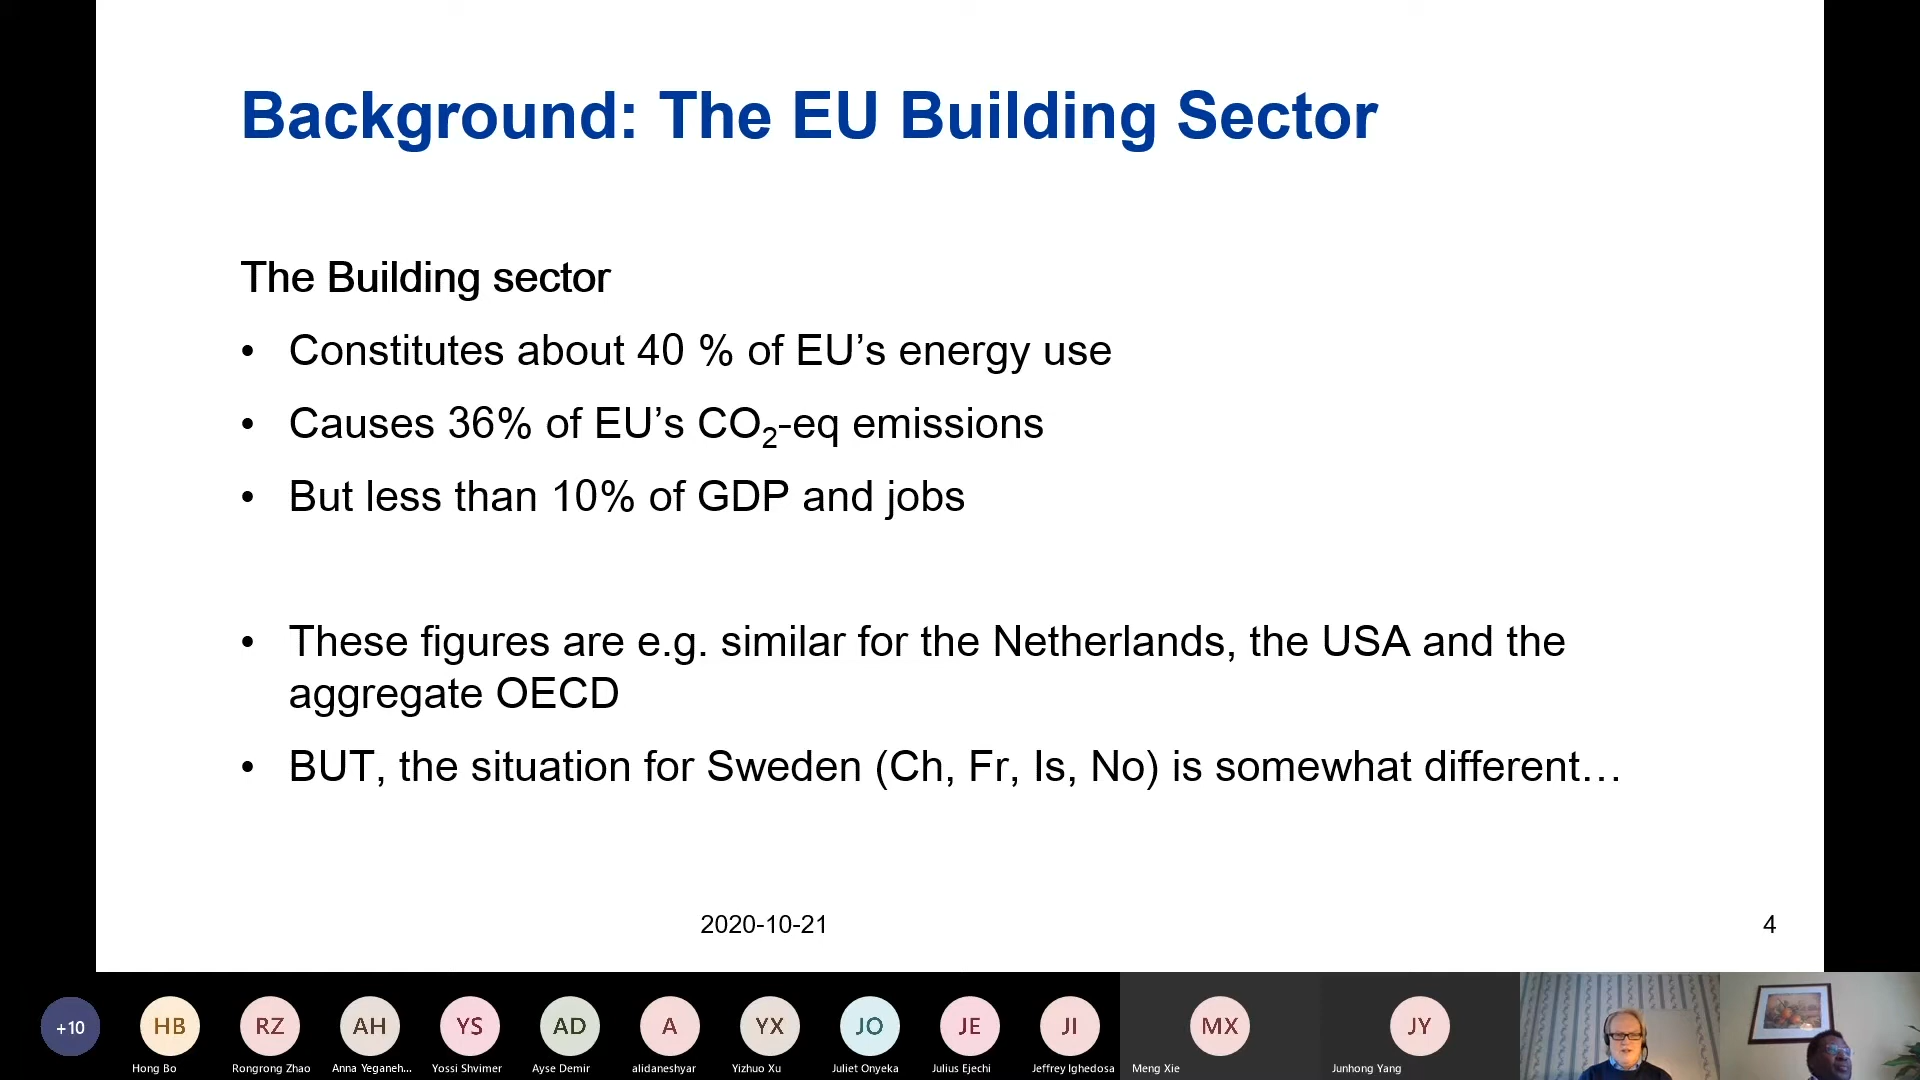 Background: The EU Building Sector
The Building sector
• Constitutes about 40 % of EU’s energy use
• Causes 36% of EU’s CO₂-eq emissions
• But less than 10% of GDP and jobs
• These figures are e.g. similar for the Netherlands, the USA and the
aggregate OECD
• BUT, the situation for Sweden (Ch, Fr, Is, No) is somewhat different…
2020-10-21
4
+10
HB
RZ
AH
YS
AD
A
YX
JO
JE
JI
MX
JY
Hong Bo
Rongrong Zhao
Anna Yeganeh...
Yossi Shvimer
Ayse Demir
alidaneshyar
Yizhuo Xu
Juliet Onyeka
Julius Ejechi
Jeffrey Ighedosa
Meng Xie
Junhong Yang